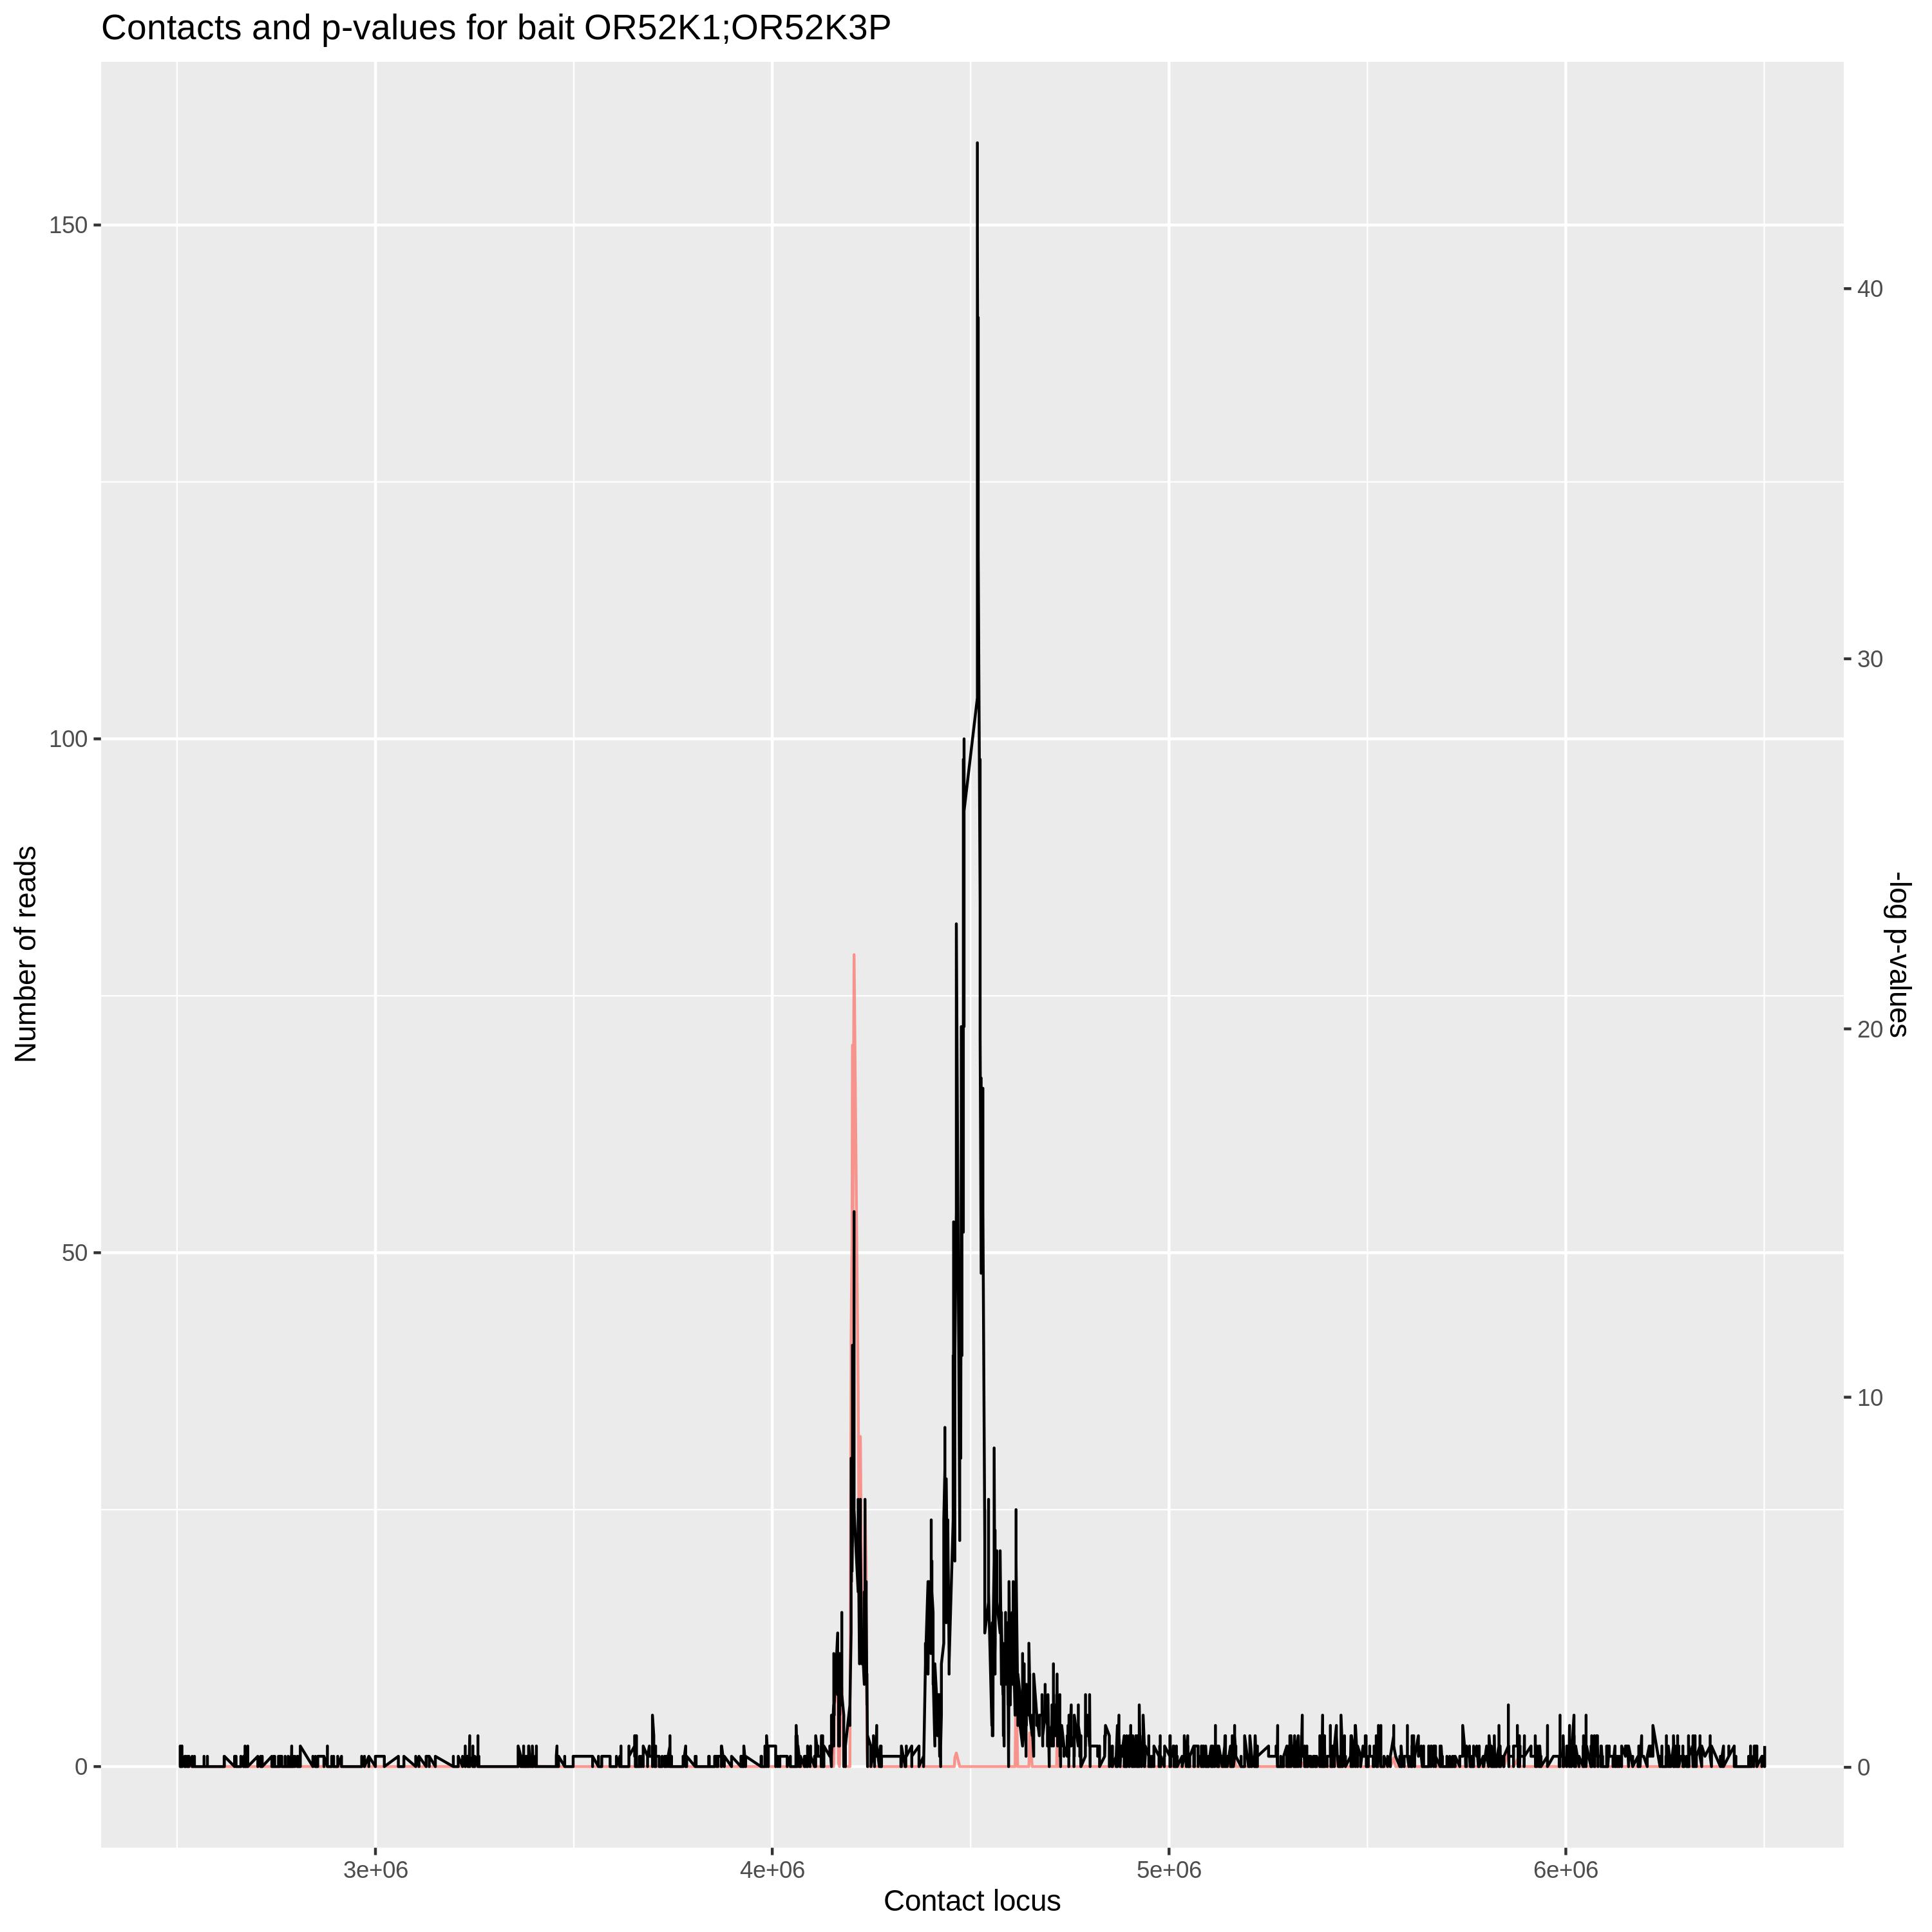 Contacts and p-values for bait OR52K1;OR52K3P
150
100
50
0
Number of reads
40
30
20
10
0
-log p-values
3e+06
4e+06
5e+06
6e+06
Contact locus